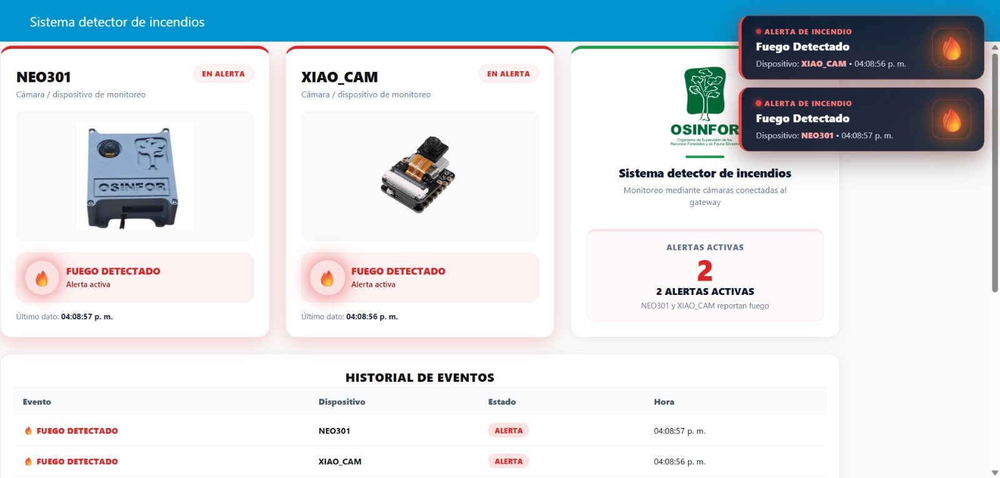 Sistema detector de incendios
NEO301
EN ALERTA
Cámara / dispositivo de monitoreo
OSINFOR
FUEGO DETECTADO
Alerta activa
Último dato: 04:08:57 p. m.
XIAO_CAM
EN ALERTA
Cámara / dispositivo de monitoreo
FUEGO DETECTADO
Alerta activa
Último dato: 04:08:56 p. m.
OSINFOR
Organismo de Supervisión de los
Recursos Forestales y de Fauna
Sistema detector de incendios
Monitoreo mediante cámaras conectadas al
gateway
ALERTAS ACTIVAS
2
2 ALERTAS ACTIVAS
NEO301 y XIAO_CAM reportan fuego
ALERTA DE INCENDIO
Fuego Detectado
Dispositivo: XIAO_CAM • 04:08:56 p. m.
ALERTA DE INCENDIO
Fuego Detectado
Dispositivo: NEO301 • 04:08:57 p. m.
HISTORIAL DE EVENTOS
Evento Dispositivo Estado Hora
FUEGO DETECTADO NEO301 ALERTA 04:08:57 p. m.
FUEGO DETECTADO XIAO_CAM ALERTA 04:08:56 p. m.